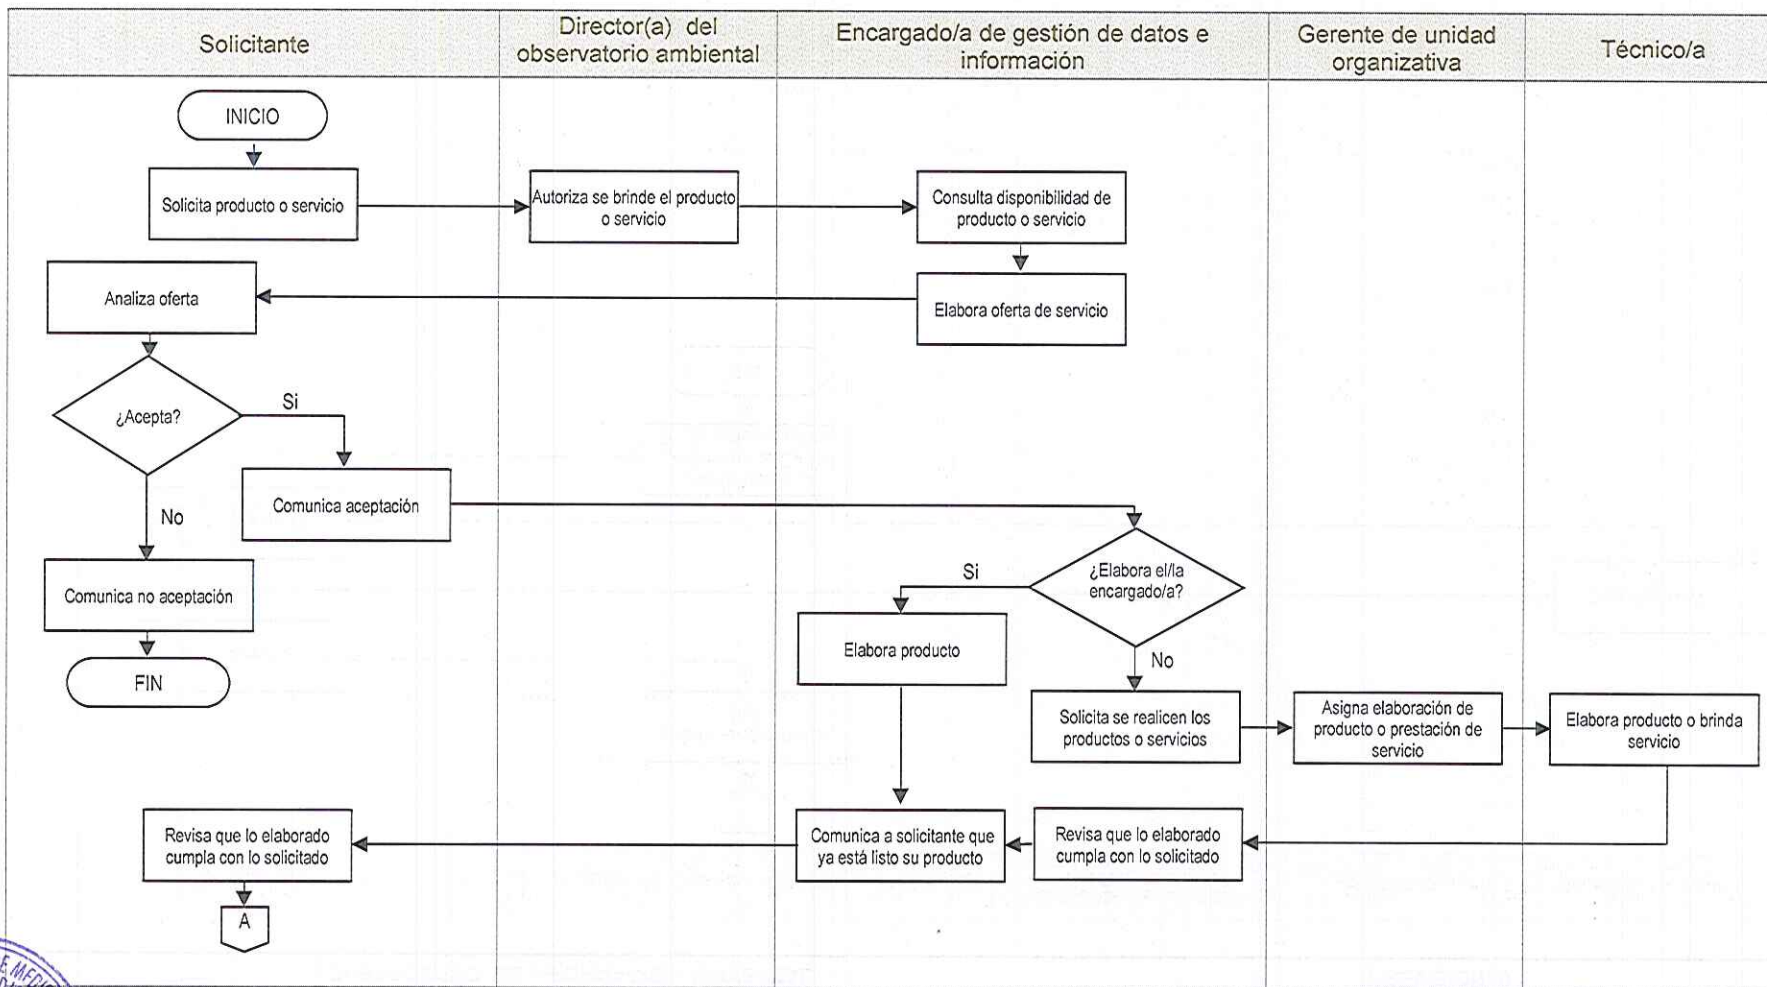 Solicitante
Director(a) del
observatorio ambiental
Encargado/a de gestión de datos e
información
Gerente de unidad
organizativa
Técnico/a
INICIO
Solicita producto o servicio
Autoriza se brinde el producto
o servicio
Consulta disponibilidad de
producto o servicio
Analiza oferta
Elabora oferta de servicio
¿Acepta?
Si
Comunica aceptación
No
Comunica no aceptación
FIN
¿Elabora el/la
encargado/a?
Si
Elabora producto
No
Solicita se realicen los
productos o servicios
Asigna elaboración de
producto o prestación de
servicio
Elabora producto o brinda
servicio
Revisa que lo elaborado
cumpla con lo solicitado
Comunica a solicitante que
ya está listo su producto
Revisa que lo elaborado
cumpla con lo solicitado
A